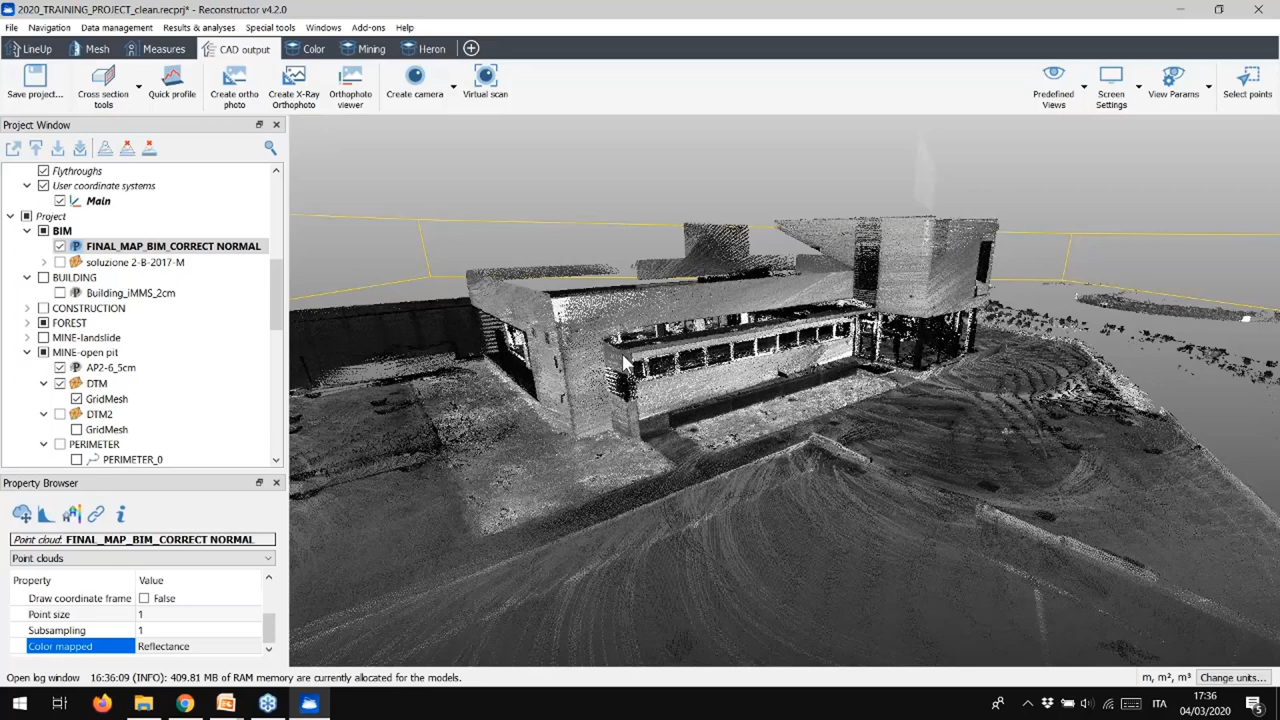 2020_TRAINING_PROJECT_clean.recprj* - Reconstructor v4.2.0
File Navigation Data management Results & analyses Special tools Windows Add-ons Help
LineUp Mesh Measures CAD output Color Mining Heron
Save project... Cross section tools Quick profile Create ortho photo Create X-Ray Orthophoto Orthophoto viewer Create camera Virtual scan Predefined Views Screen Settings View Params Select points
Project Window
Flythroughs
User coordinate systems
Main
Project
BIM
FINAL_MAP_BIM_CORRECT NORMAL
soluzione 2-B-2017-M
BUILDING
Building_iMMS_2cm
CONSTRUCTION
FOREST
MINE-landslide
MINE-open pit
AP2-6_5cm
DTM
GridMesh
DTM2
GridMesh
PERIMETER
PERIMETER_0
Property Browser
Point cloud: FINAL_MAP_BIM_CORRECT NORMAL
Point clouds
Property Value
Draw coordinate frame False
Point size 1
Subsampling 1
Color mapped Reflectance
Open log window 16:36:09 (INFO): 409.81 MB of RAM memory are currently allocated for the models. m, m², m³ Change units...
ITA 17:36
04/03/2020 5